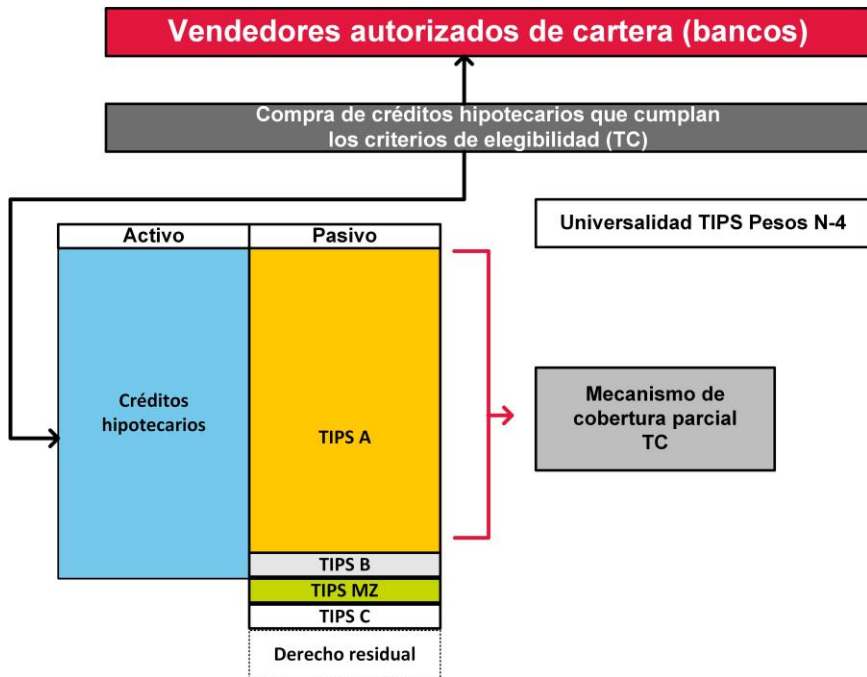 Vendedores autorizados de cartera (bancos)
Compra de créditos hipotecarios que cumplan
los criterios de elegibilidad (TC)
Universalidad TIPS Pesos N-4
Activo
Pasivo
Créditos
hipotecarios
TIPS A
Mecanismo de
cobertura parcial
TC
TIPS B
TIPS MZ
TIPS C
Derecho residual